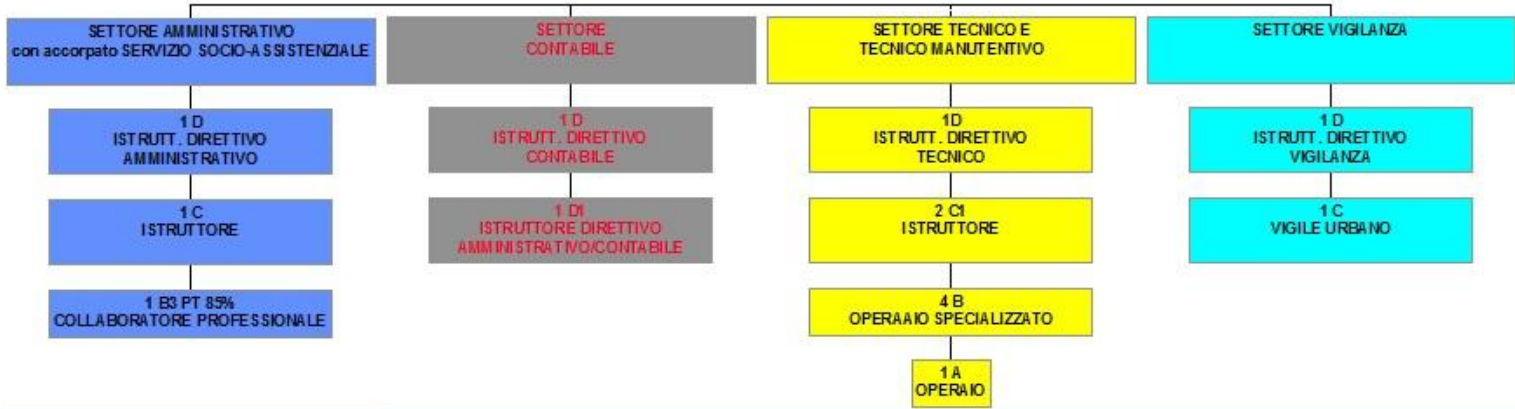 SETTORE AMMINISTRATIVO
con accorpato SERVIZIO SOCIO-ASSISTENZIALE
1 D
ISTRUTT. DIRETTIVO
AMMINISTRATIVO
1 C
ISTRUTTORE
1 B3 PT 85%
COLLABORATORE PROFESSIONALE
SETTORE
CONTABILE
1 D
ISTRUTT. DIRETTIVO
CONTABILE
1 D1
ISTRUTTORE DIRETTIVO
AMMINISTRATIVO/CONTABILE
SETTORE TECNICO E
TECNICO MANUTENTIVO
1D
ISTRUTT. DIRETTIVO
TECNICO
2 C1
ISTRUTTORE
4 B
OPERAAIO SPECIALIZZATO
1 A
OPERAIO
SETTORE VIGILANZA
1 D
ISTRUTT. DIRETTIVO
VIGILANZA
1 C
VIGILE URBANO